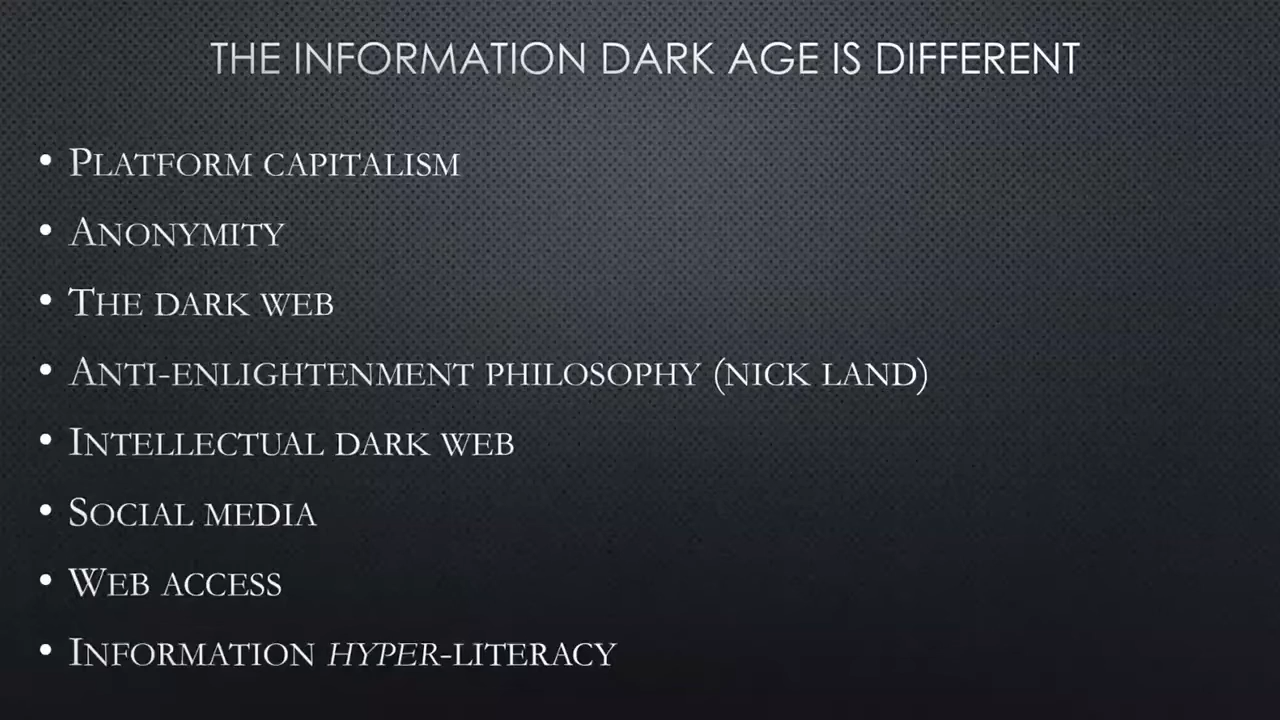 THE INFORMATION DARK AGE IS DIFFERENT
• PLATFORM CAPITALISM
• ANONYMITY
• THE DARK WEB
• ANTI-ENLIGHTENMENT PHILOSOPHY (NICK LAND)
• INTELLECTUAL DARK WEB
• SOCIAL MEDIA
• WEB ACCESS
• INFORMATION HYPER-LITERACY